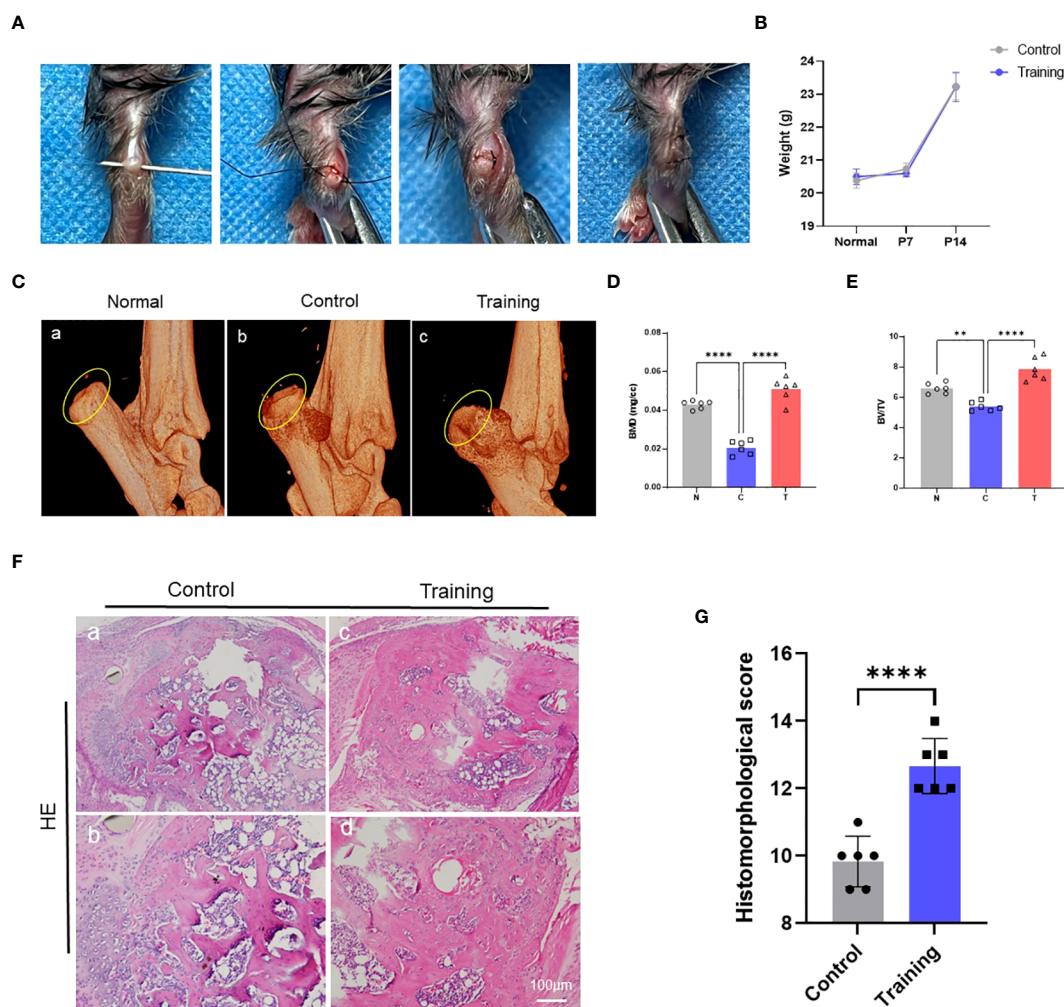 A
B
Control
Training
Weight (g)
24
23
22
21
20
19
Normal P7 P14
C
Normal Control Training
a b c
D
BMD (mg/cc)
0.08
0.06
0.04
0.02
0.00
**** ****
N C T
E
BV/TV
10
8
6
4
2
0
** ****
N C T
F
Control Training
HE
a c
b d
100μm
G
Histomorphological score
16
14
12
10
8
****
Control Training